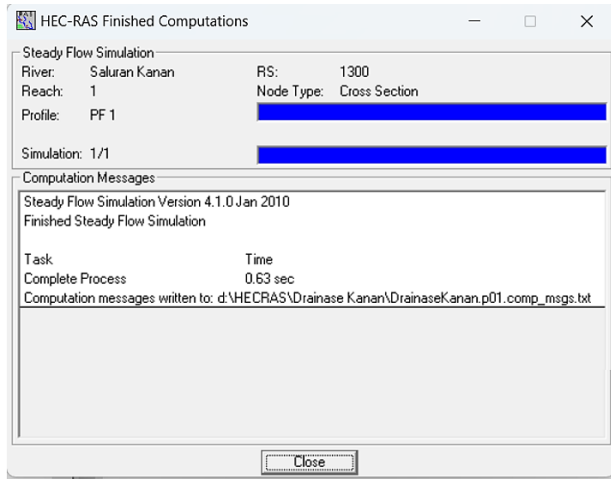 HEC-RAS Finished Computations
Steady Flow Simulation
River: Saluran Kanan RS: 1300
Reach: 1 Node Type: Cross Section
Profile: PF 1
Simulation: 1/1
Computation Messages
Steady Flow Simulation Version 4.1.0 Jan 2010
Finished Steady Flow Simulation
Task Time
Complete Process 0.63 sec
Computation messages written to: d:\HECRAS\Drainase Kanan\DrainaseKanan.p01.comp_msgs.txt
Close